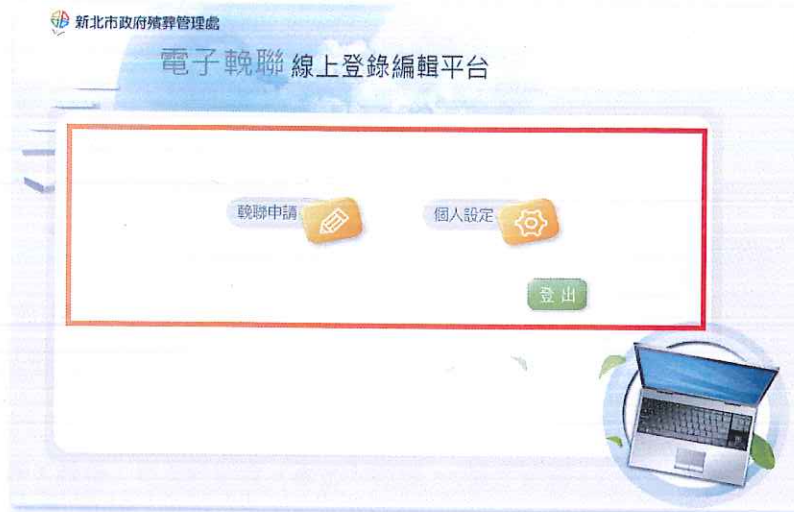 新北市政府殯葬管理處
電子輓聯 線上登錄編輯平台
輓聯申請
個人設定
登出